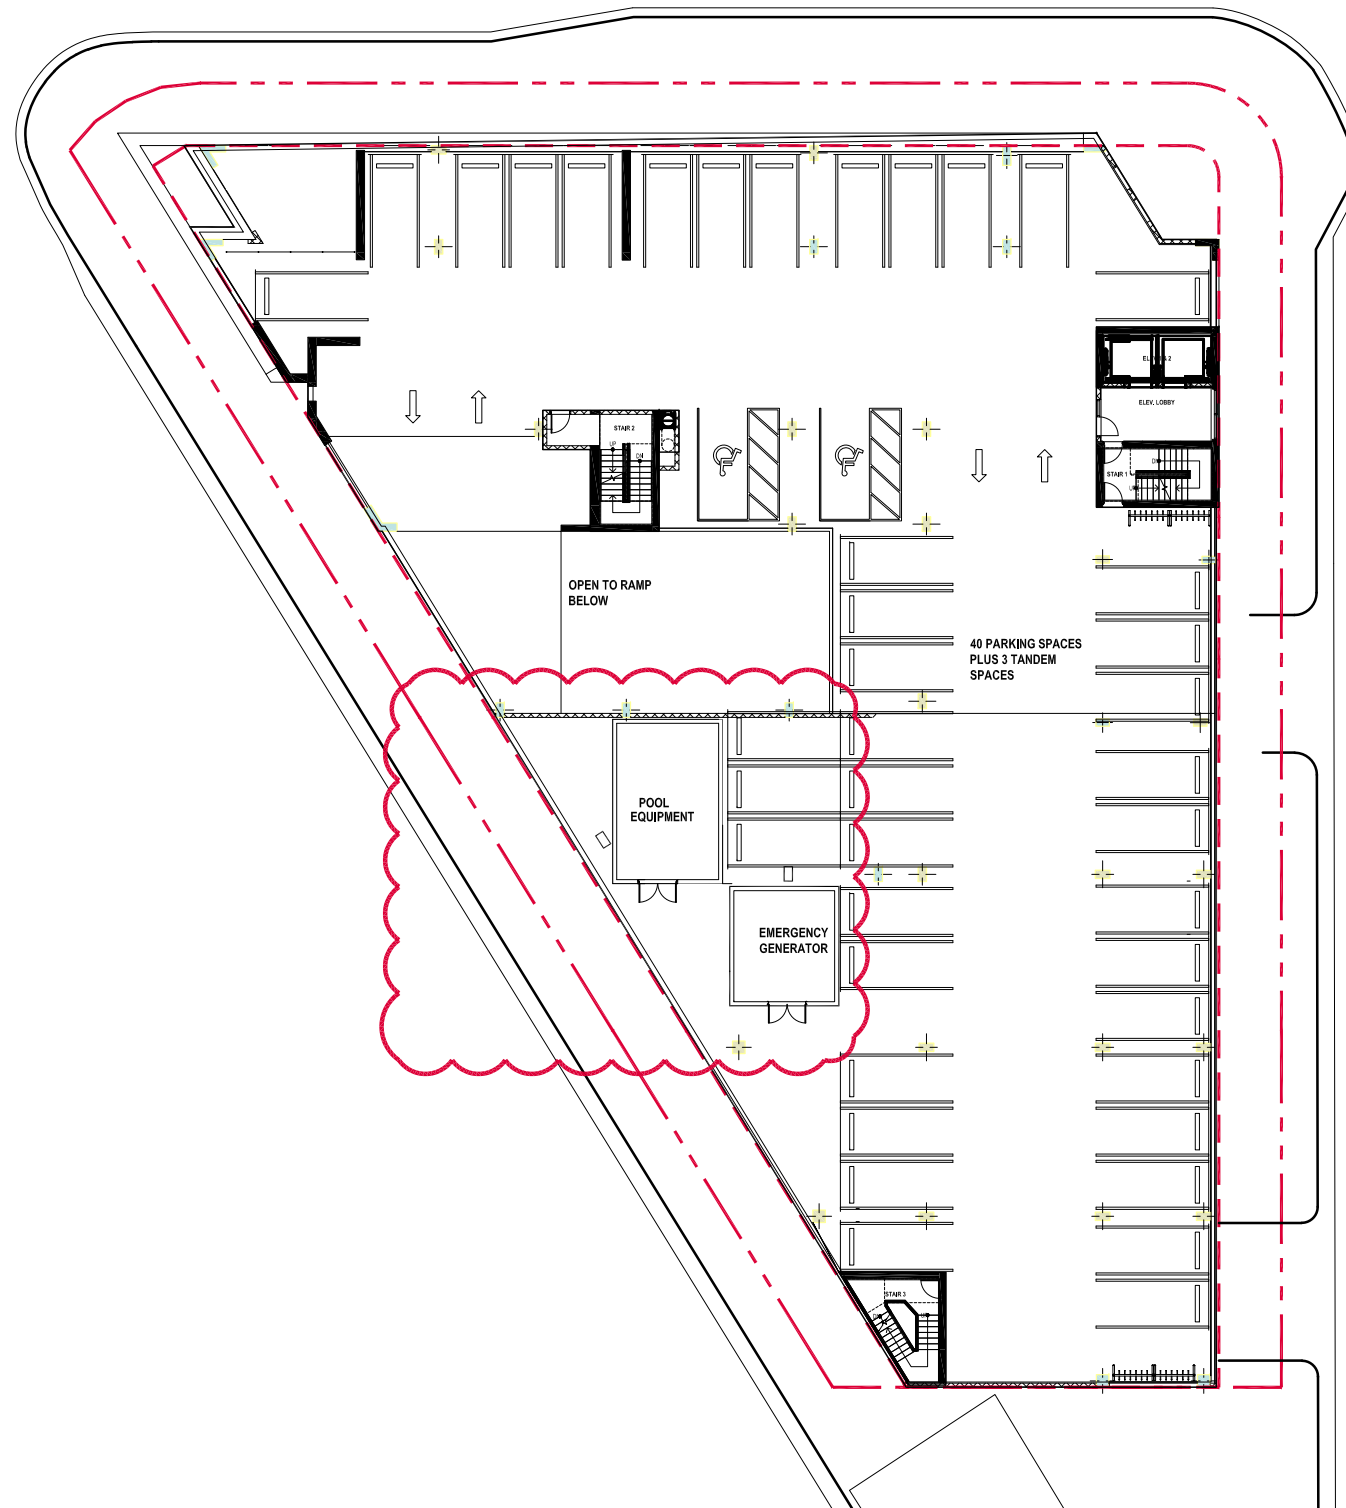 ELEV. LOBBY
STAIR 2
UP
DN
STAIR 1
UP
OPEN TO RAMP
BELOW
40 PARKING SPACES
PLUS 3 TANDEM
SPACES
POOL
EQUIPMENT
EMERGENCY
GENERATOR
STAIR 3